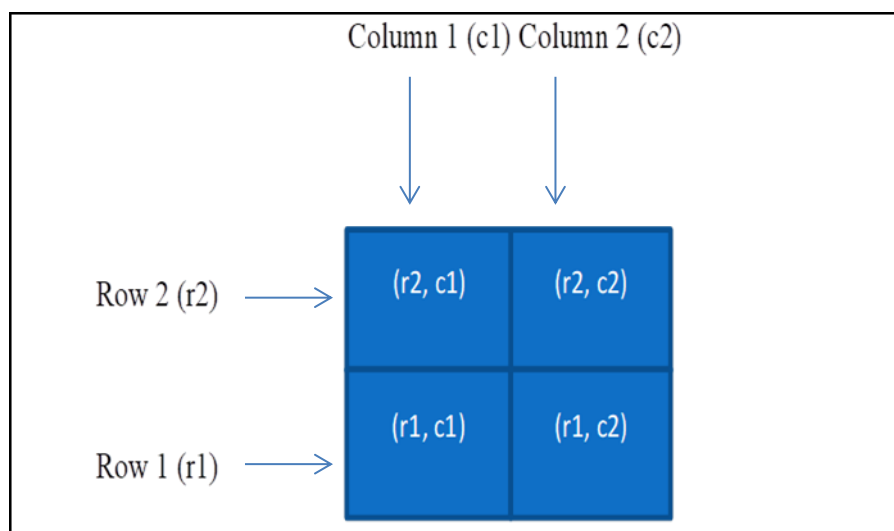 Column 1 (c1) Column 2 (c2)
Row 2 (r2)
(r2, c1)
(r2, c2)
Row 1 (r1)
(r1, c1)
(r1, c2)